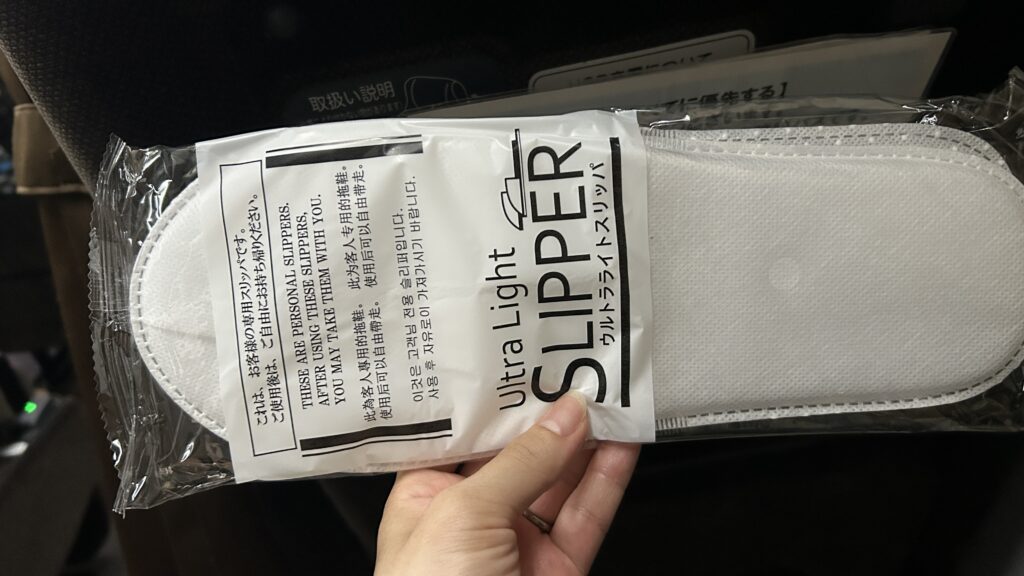 これは、お客様の専用スリッパです。
ご使用後は、ご自由にお持ち帰りください。
THESE ARE PERSONAL SLIPPERS.
AFTER USING THESE SLIPPERS,
YOU MAY TAKE THEM WITH YOU.
此為客人專用的拖鞋。 此为客人专用的拖鞋。
使用后可以自由帶走。 使用后可以自由带走。
이것은 고객님 전용 슬리퍼입니다.
사용 후 자유로이 가져가시기 바랍니다.
Ultra Light
SLIPPER
ウルトラライトスリッパ
取扱い説明
に優先する】